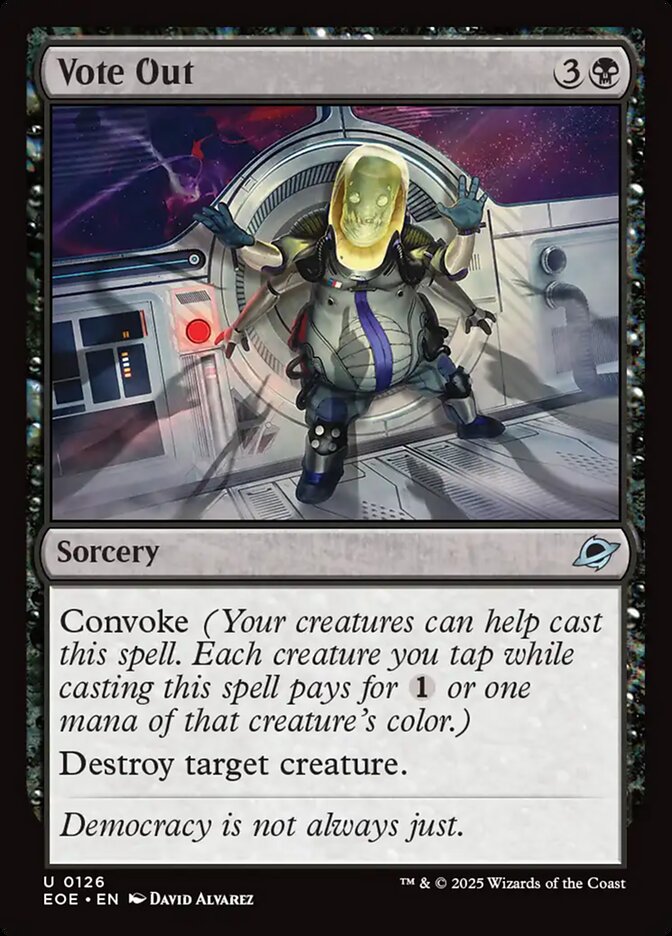 Vote Out 3
Sorcery
Convoke (Your creatures can help cast
this spell. Each creature you tap while
casting this spell pays for 1 or one
mana of that creature's color.)
Destroy target creature.
Democracy is not always just.
U 0126
EOE • EN David Alvarez
™ & © 2025 Wizards of the Coast